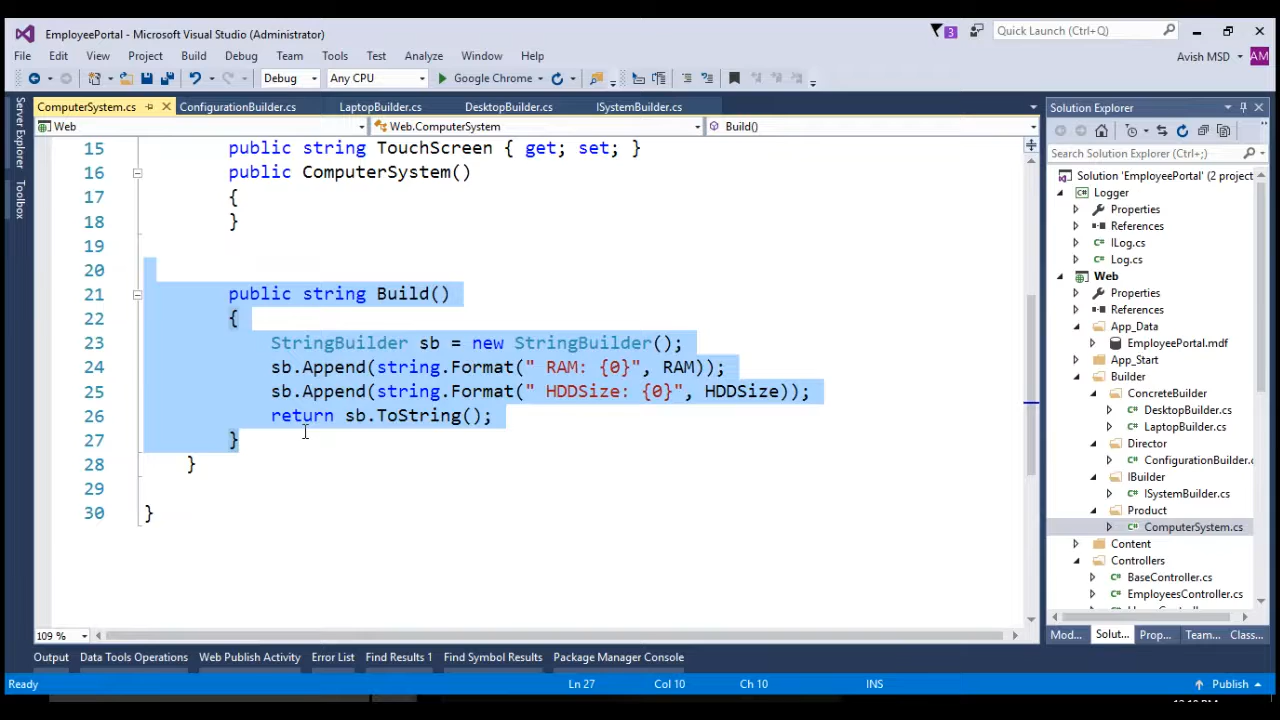 EmployeePortal - Microsoft Visual Studio (Administrator)
3
Quick Launch (Ctrl+Q)
File Edit View Project Build Debug Team Tools Test Analyze Window Help
Avish MSD AM
Debug Any CPU Google Chrome
Server Explorer
Toolbox
ComputerSystem.cs ConfigurationBuilder.cs LaptopBuilder.cs DesktopBuilder.cs ISystemBuilder.cs
Web Web.ComputerSystem Build()
15 public string TouchScreen { get; set; }
16 public ComputerSystem()
17 {
18 }
19
20
21 public string Build()
22 {
23 StringBuilder sb = new StringBuilder();
24 sb.Append(string.Format(" RAM: {0}", RAM));
25 sb.Append(string.Format(" HDDSize: {0}", HDDSize));
26 return sb.ToString();
27 }
28 }
29
30 }
109 %
Solution Explorer
Search Solution Explorer (Ctrl+;)
Solution 'EmployeePortal' (2 project
Logger
Properties
References
ILog.cs
Log.cs
Web
Properties
References
App_Data
EmployeePortal.mdf
App_Start
Builder
ConcreteBuilder
DesktopBuilder.cs
LaptopBuilder.cs
Director
ConfigurationBuilder.c
IBuilder
ISystemBuilder.cs
Product
ComputerSystem.cs
Content
Controllers
BaseController.cs
EmployeesController.cs
Mod... Solut... Prop... Team... Class...
Output Data Tools Operations Web Publish Activity Error List Find Results 1 Find Symbol Results Package Manager Console
Ready Ln 27 Col 10 Ch 10 INS Publish